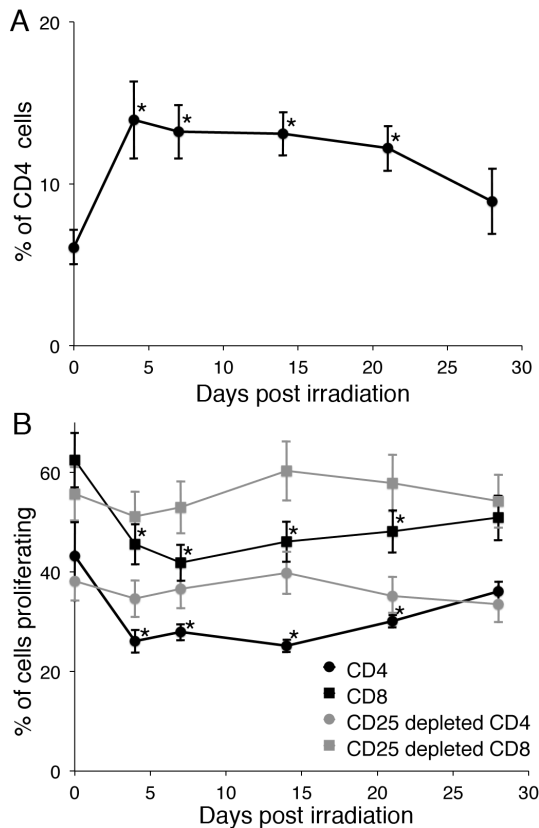 A
20
10
0
% of CD4 cells
*
*
*
*
0 5 10 15 20 25 30
Days post irradiation
B
60
40
20
0
% of cells proliferating
*
*
*
*
*
*
*
*
CD4
CD8
CD25 depleted CD4
CD25 depleted CD8
0 5 10 15 20 25 30
Days post irradiation